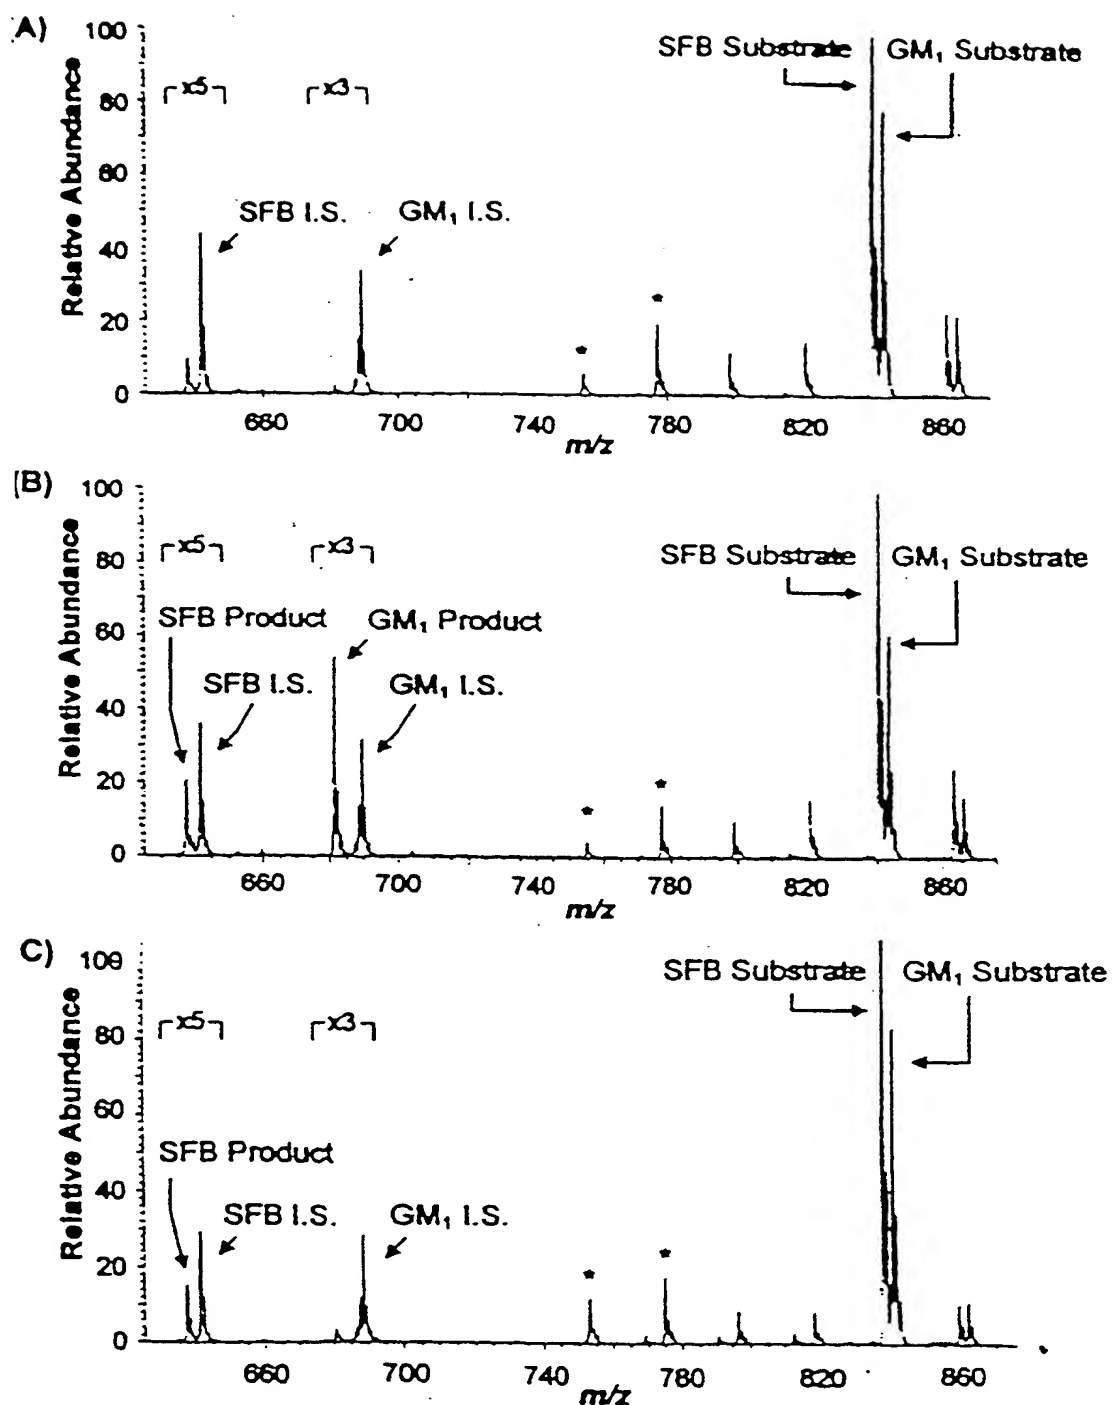 A)
100
80
60
40
20
0
Relative Abundance
x5
x3
SFB I.S.
GM₁ I.S.
*
*
SFB Substrate
GM₁ Substrate
660 700 740 780 820 860
m/z
(B)
100
80
60
40
20
0
Relative Abundance
x5
x3
SFB Product
SFB I.S.
GM₁ Product
GM₁ I.S.
*
*
SFB Substrate
GM₁ Substrate
660 700 740 780 820 860
m/z
C)
100
80
60
40
20
0
Relative Abundance
x5
x3
SFB Product
SFB I.S.
GM₁ I.S.
*
*
SFB Substrate
GM₁ Substrate
660 700 740 780 820 860
m/z